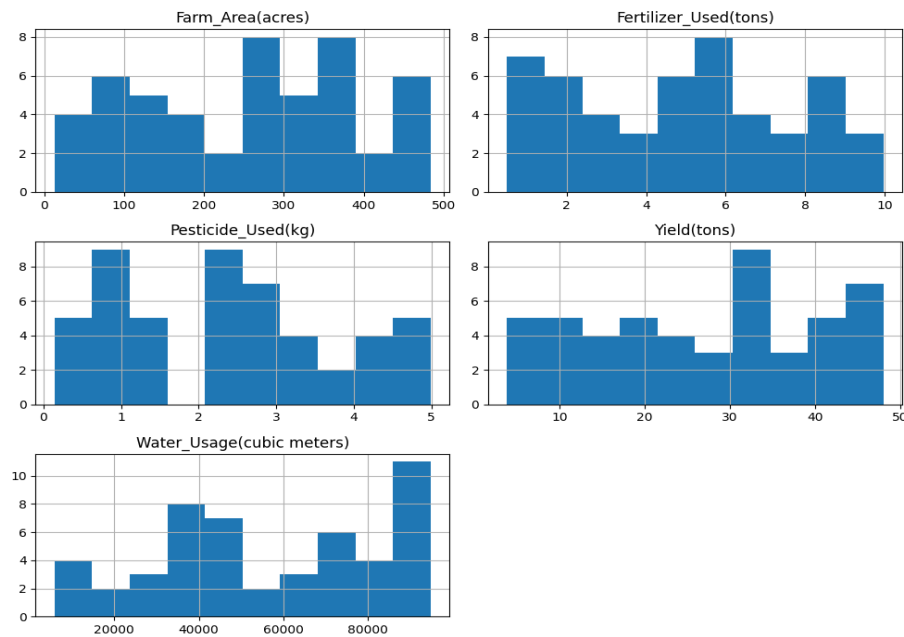 Farm_Area(acres)
8
6
4
2
0
0 100 200 300 400 500
Fertilizer_Used(tons)
8
6
4
2
0
2 4 6 8 10
Pesticide_Used(kg)
8
6
4
2
0
0 1 2 3 4 5
Yield(tons)
8
6
4
2
0
10 20 30 40 50
Water_Usage(cubic meters)
10
8
6
4
2
0
20000 40000 60000 80000